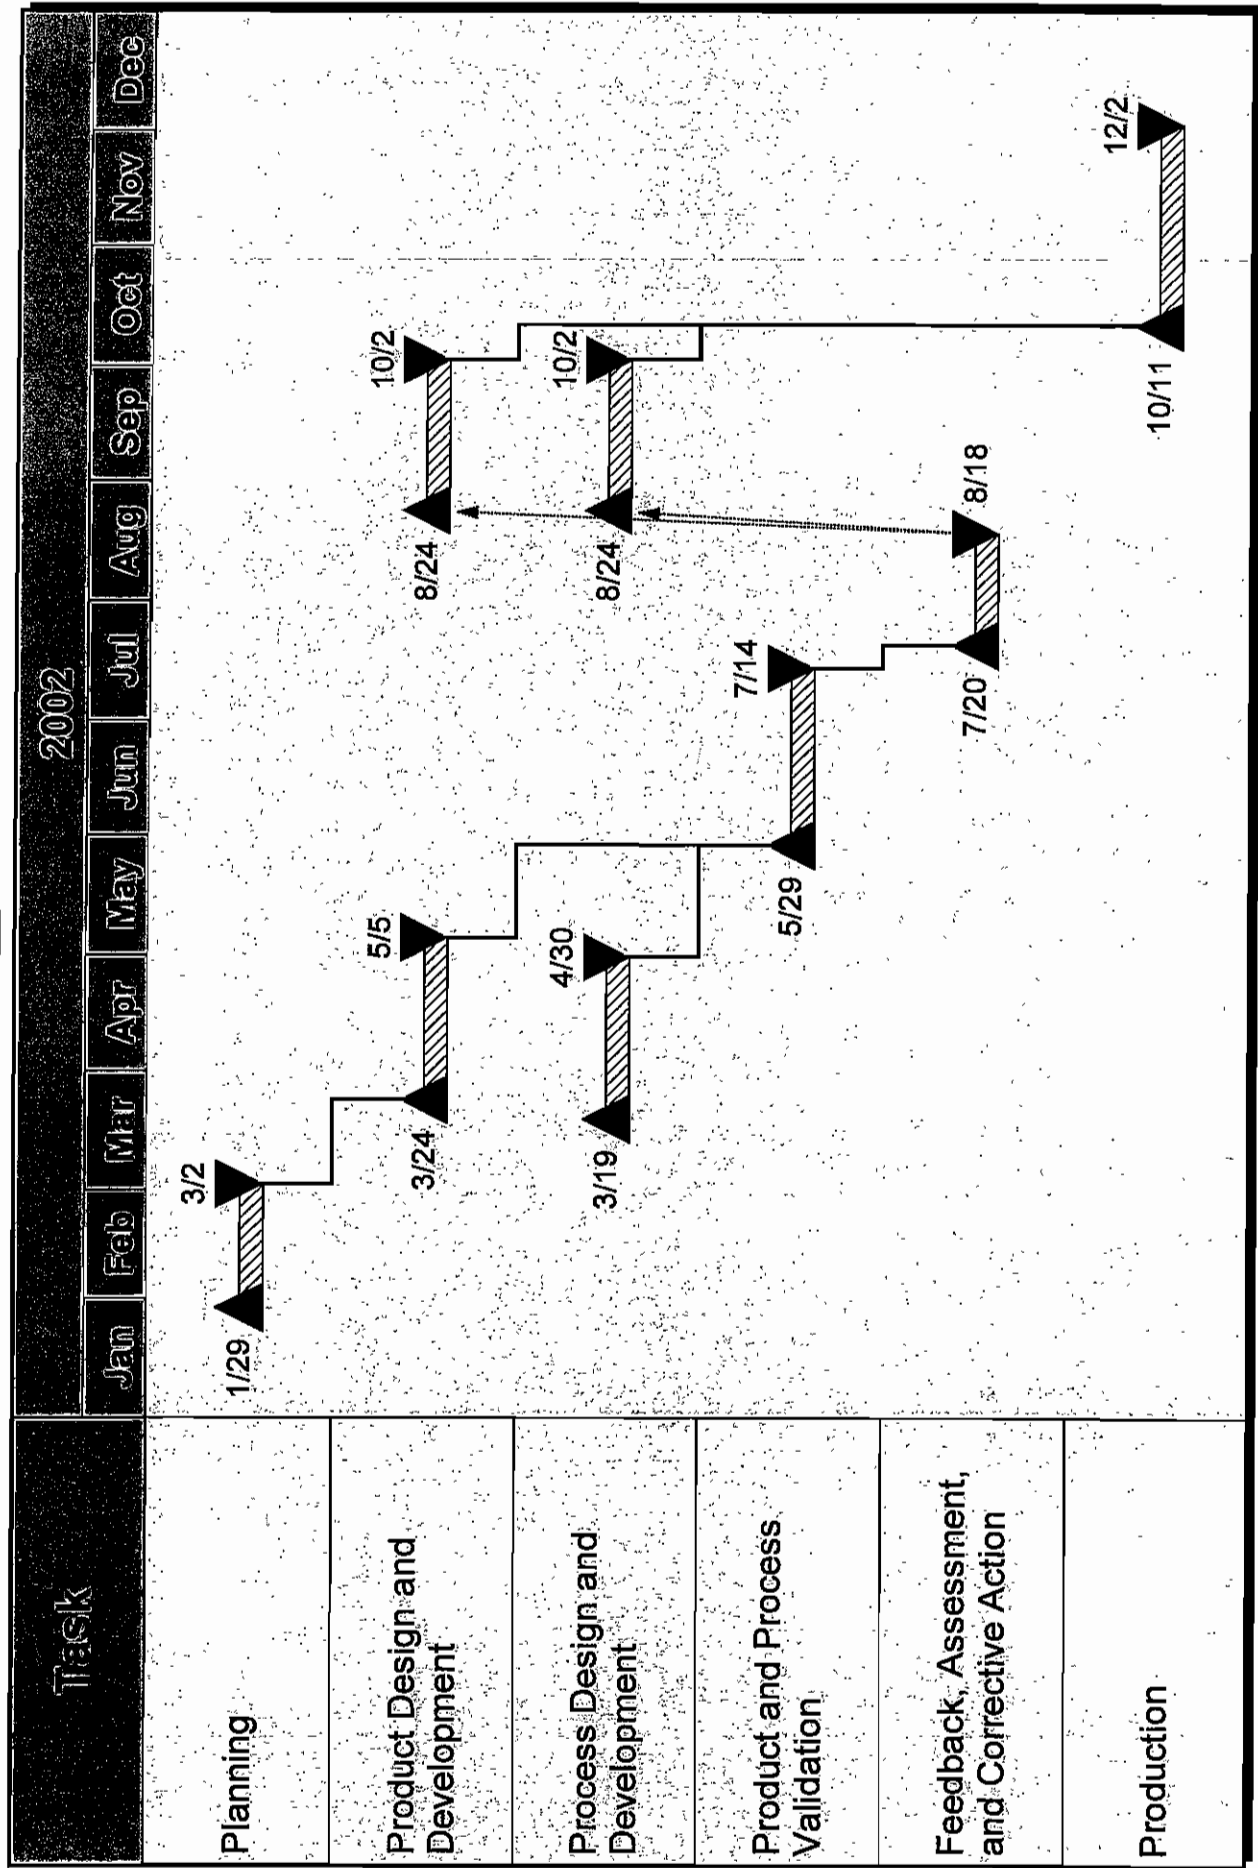 Task
2002
Jan Feb Mar Apr May Jun Jul Aug Sep Oct Nov Dec
Planning
1/29
3/2
Product Design and
Development
3/24
5/5
8/24
10/2
Process Design and
Development
3/19
4/30
8/24
10/2
Product and Process
Validation
5/29
7/14
Feedback, Assessment,
and Corrective Action
7/20
8/18
Production
10/11
12/2